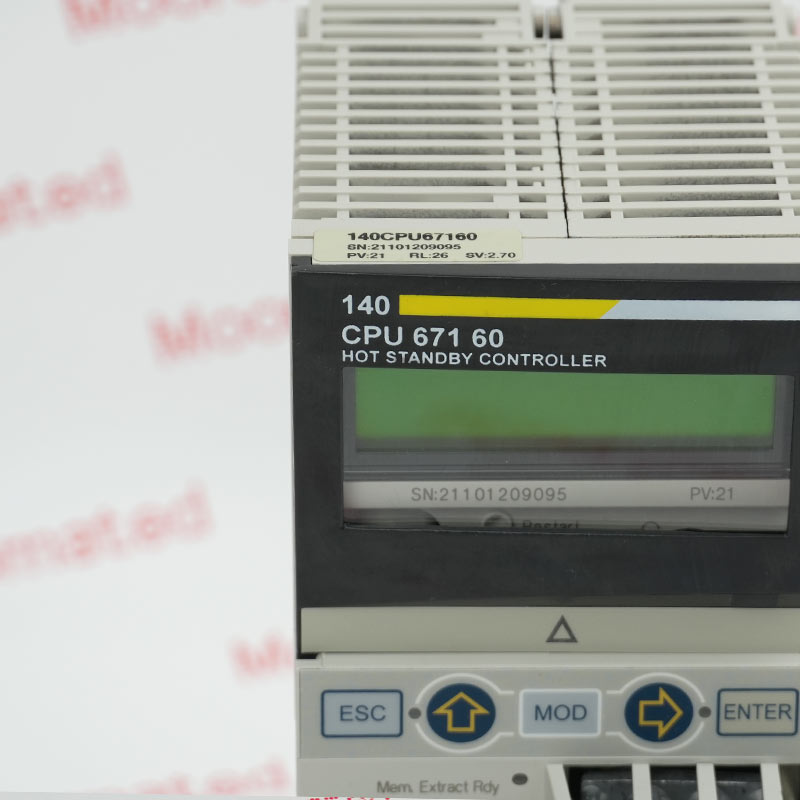 140CPU67160
SN:21101209095
PV:21 RL:26 SV:2.70
140
CPU 671 60
HOT STANDBY CONTROLLER
SN:21101209095 PV:21
Restart
ESC MOD ENTER
Mem. Extract Rdy